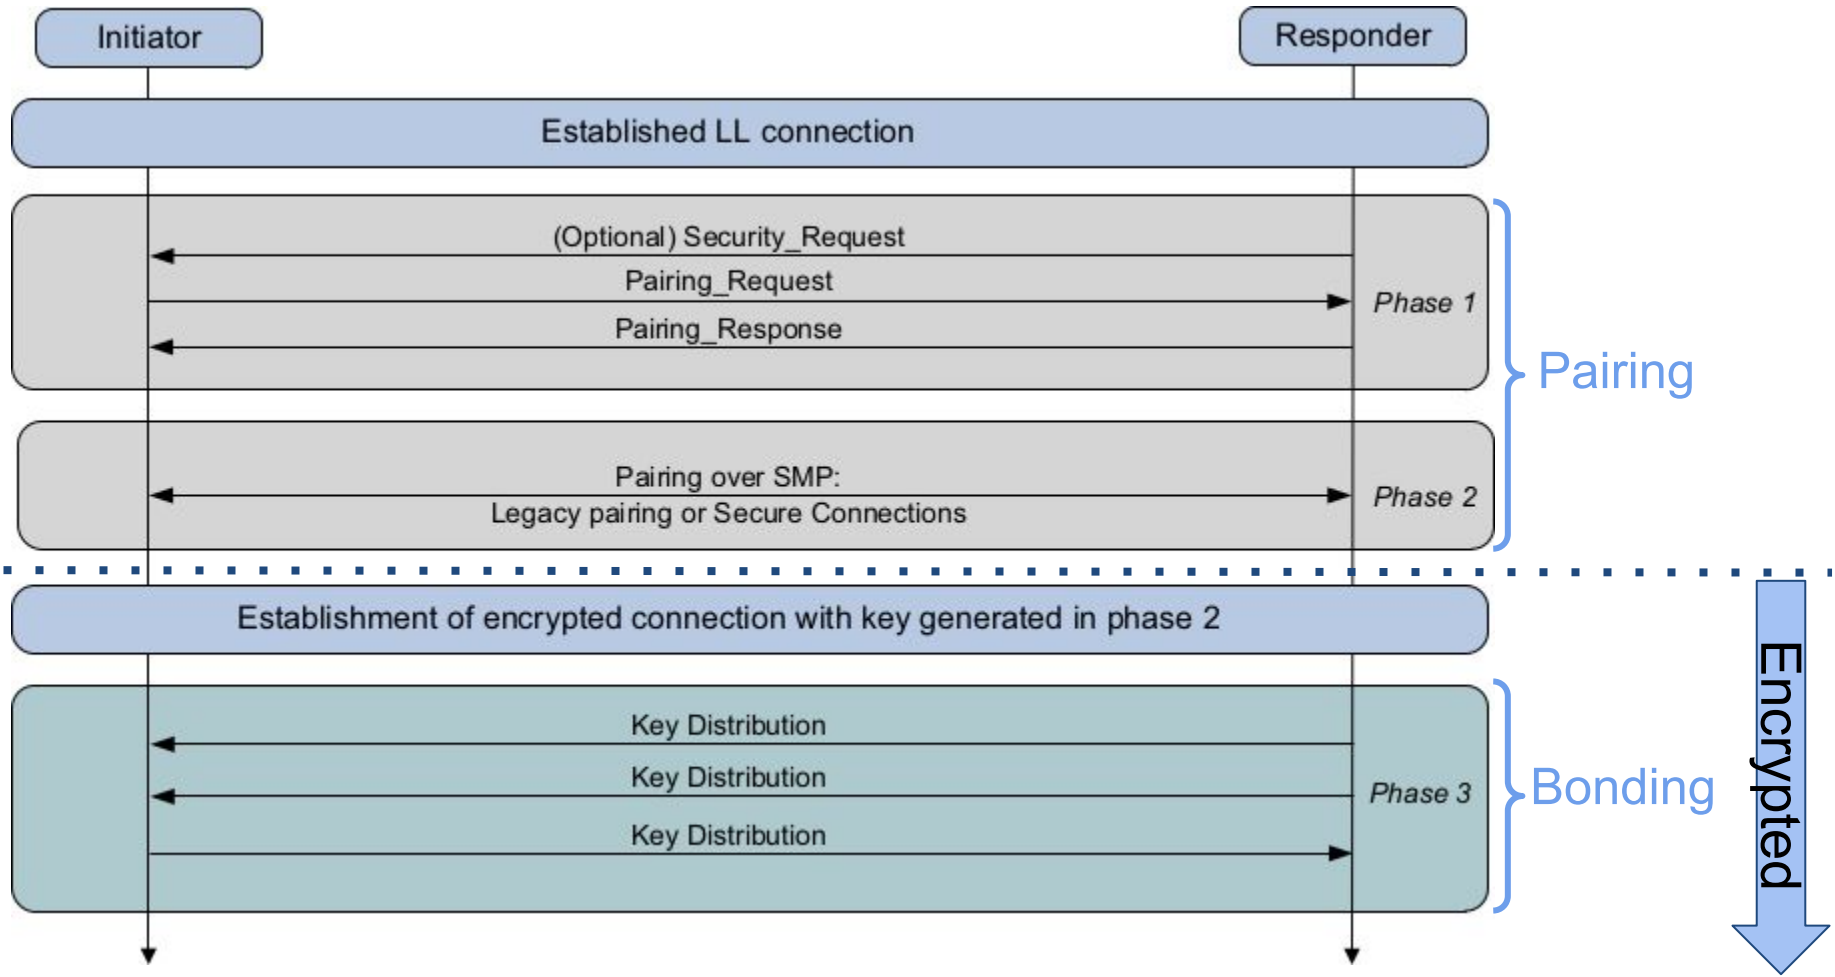 Initiator
Responder
Established LL connection
(Optional) Security_Request
Pairing_Request
Phase 1
Pairing_Response
Pairing
Pairing over SMP:
Phase 2
Legacy pairing or Secure Connections
Establishment of encrypted connection with key generated in phase 2
Key Distribution
Key Distribution
Phase 3
Bonding
Key Distribution
Encrypted